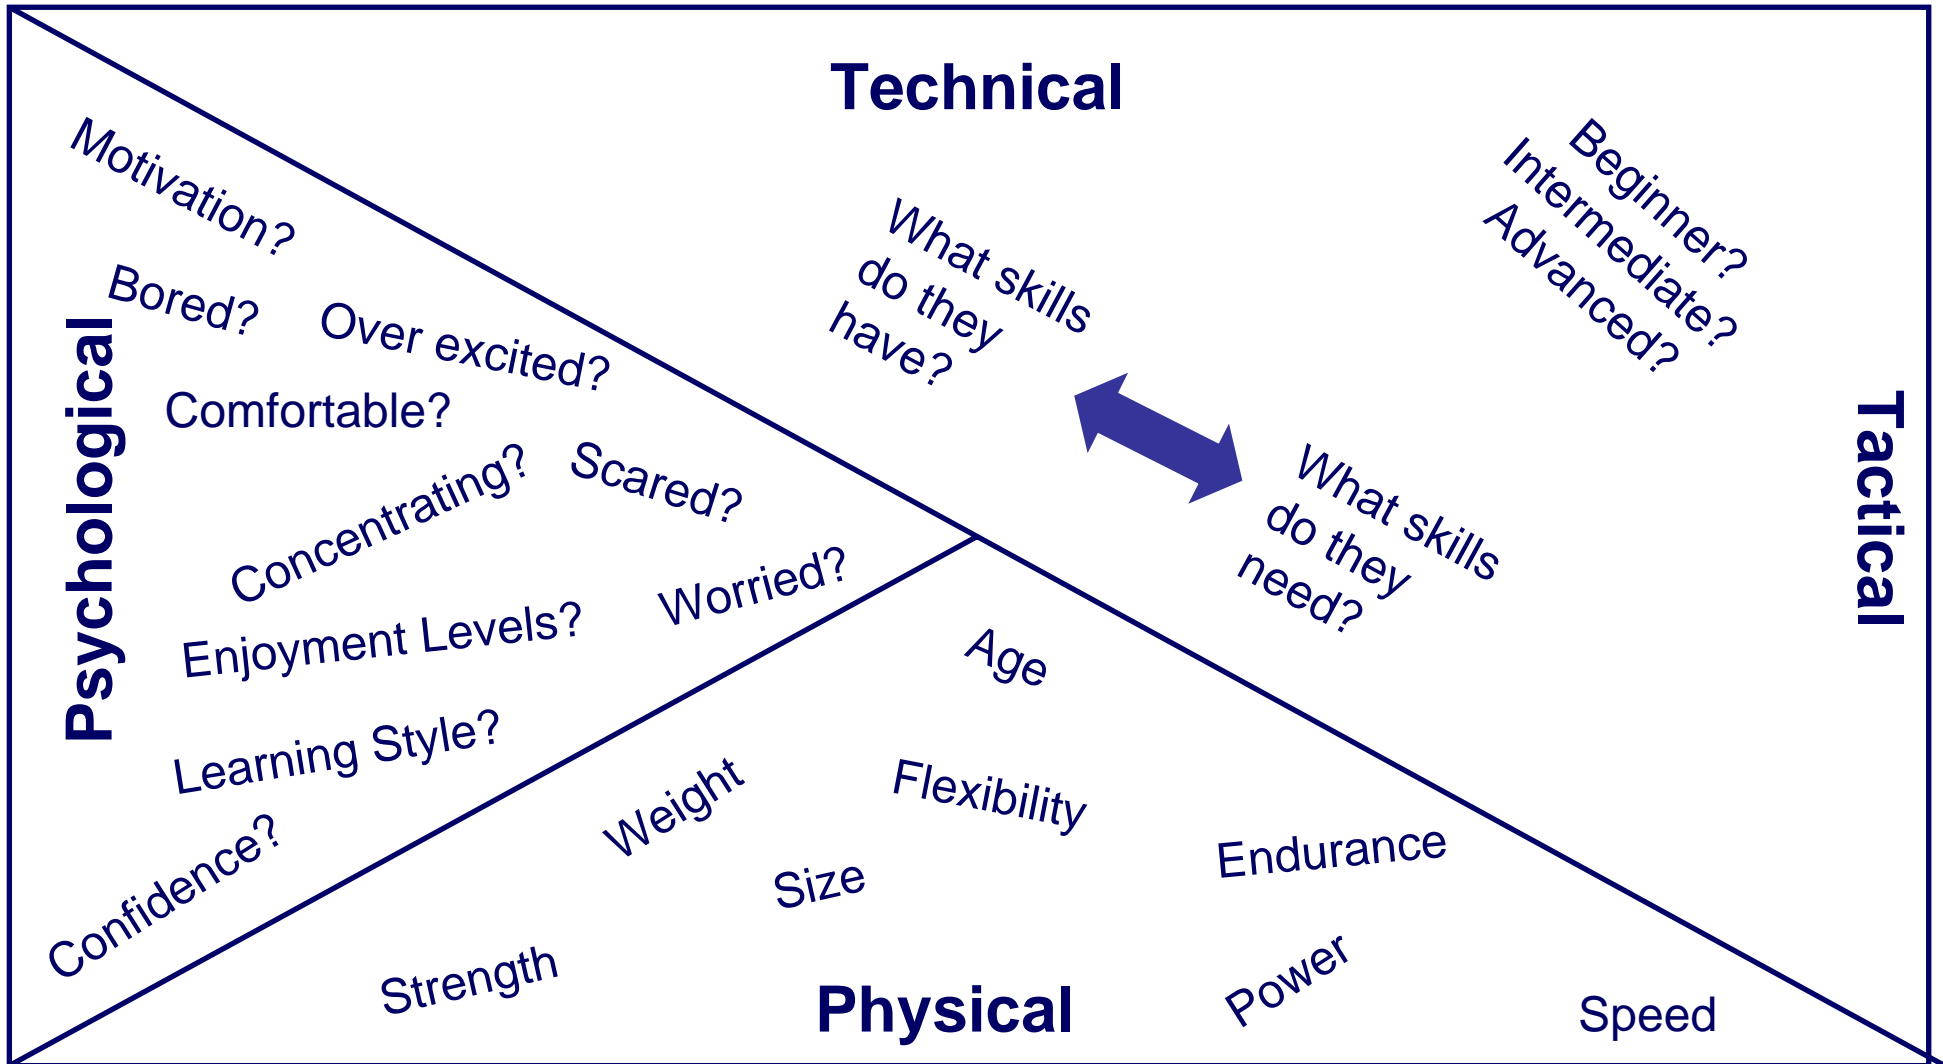 Technical
Beginner?
Intermediate?
Advanced?
What skills
do they
have?
What skills
do they
need?
Tactical
Psychological
Motivation?
Bored?
Over excited?
Comfortable?
Scared?
Concentrating?
Worried?
Enjoyment Levels?
Learning Style?
Confidence?
Age
Weight
Flexibility
Size
Endurance
Strength
Power
Physical
Speed